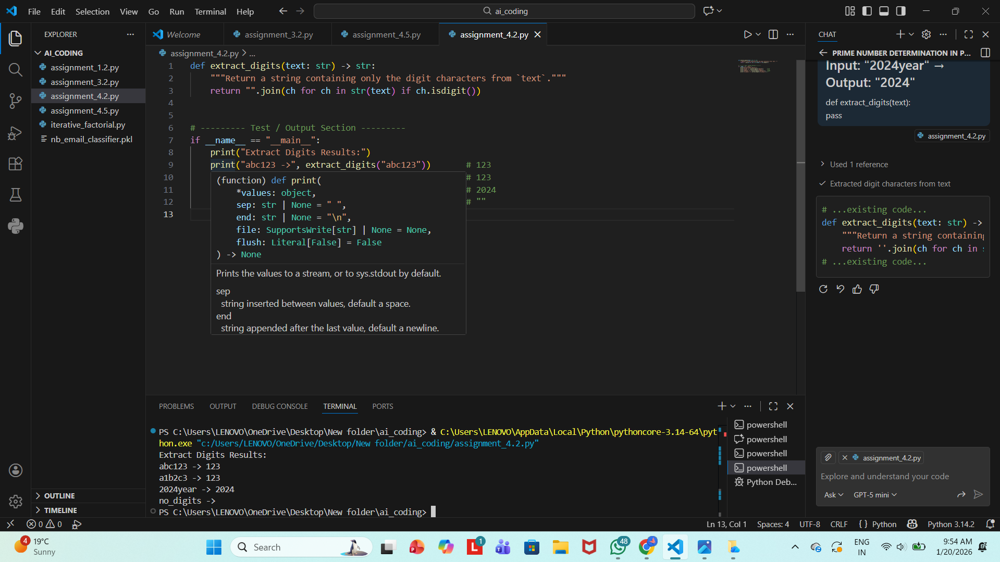 File Edit Selection View Go Run Terminal Help
ai_coding
EXPLORER
AI_CODING
assignment_1.2.py
assignment_3.2.py
assignment_4.2.py
assignment_4.5.py
iterative_factorial.py
nb_email_classifier.pkl
OUTLINE
TIMELINE
Welcome assignment_3.2.py assignment_4.5.py assignment_4.2.py
assignment_4.2.py > ...
1 def extract_digits(text: str) -> str:
2 """Return a string containing only the digit characters from `text`."""
3 return "".join(ch for ch in str(text) if ch.isdigit())
4
5
6 # --------- Test / Output Section ---------
7 if __name__ == "__main__":
8 print("Extract Digits Results:")
9 print("abc123 ->", extract_digits("abc123")) # 123
10 # 123
11 # 2024
12 # ""
13
(function) def print(
*values: object,
sep: str | None = " ",
end: str | None = "\n",
file: SupportsWrite[str] | None = None,
flush: Literal[False] = False
) -> None
Prints the values to a stream, or to sys.stdout by default.
sep
string inserted between values, default a space.
end
string appended after the last value, default a newline.
PROBLEMS OUTPUT DEBUG CONSOLE TERMINAL PORTS
PS C:\Users\LENOVO\OneDrive\Desktop\New folder\ai_coding> & C:\Users\LENOVO\AppData\Local\Python\pythoncore-3.14-64\pyt
hon.exe "c:/Users/LENOVO/OneDrive/Desktop/New folder/ai_coding/assignment_4.2.py"
Extract Digits Results:
abc123 -> 123
a1b2c3 -> 123
2024year -> 2024
no_digits ->
PS C:\Users\LENOVO\OneDrive\Desktop\New folder\ai_coding>
powershell
powershell
powershell
powershell
Python Deb...
CHAT
PRIME NUMBER DETERMINATION IN P...
Input: "2024year" →
Output: "2024"
def extract_digits(text):
pass
assignment_4.2.py
Used 1 reference
Extracted digit characters from text
# ...existing code...
def extract_digits(text: str) ->
"""Return a string containing
return ''.join(ch for ch in s
# ...existing code...
assignment_4.2.py
Explore and understand your code
Ask GPT-5 mini
0 0
Ln 13, Col 1 Spaces: 4 UTF-8 CRLF { } Python Python 3.14.2
4
19°C
Sunny
Search
P
L
1
T
48
ENG
IN
9:54 AM
1/20/2026